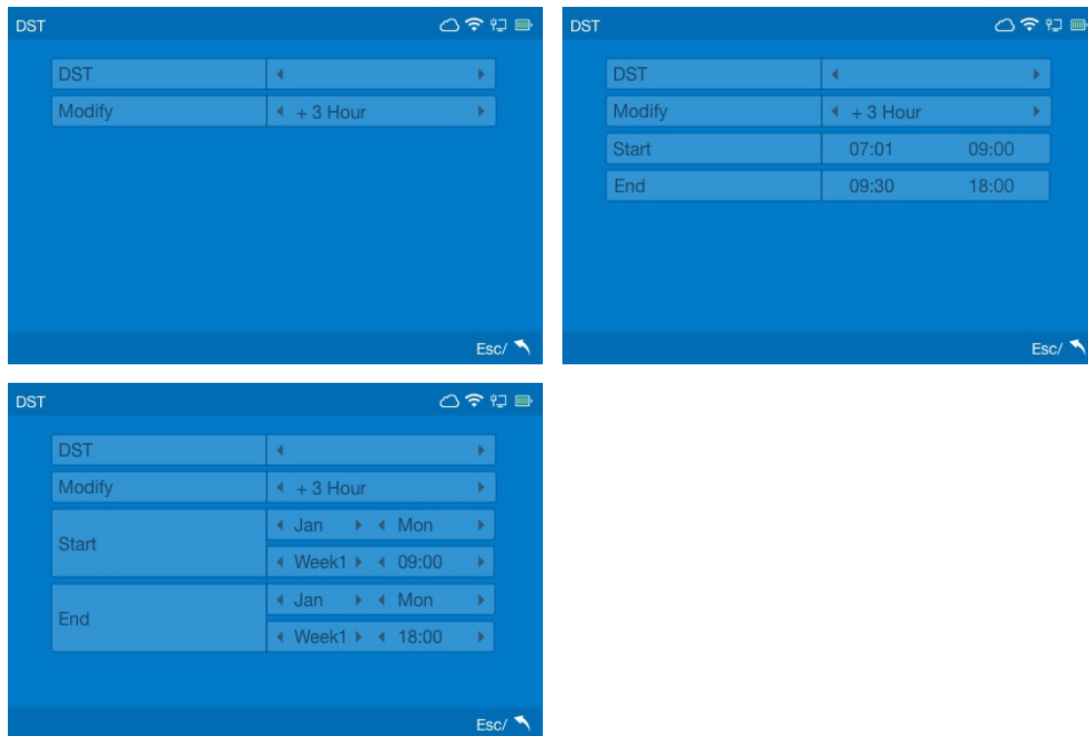 DST
DST
Modify + 3 Hour
Esc/
DST
DST
Modify + 3 Hour
Start 07:01 09:00
End 09:30 18:00
Esc/
DST
DST
Modify + 3 Hour
Start
Jan Mon
Week1 09:00
End
Jan Mon
Week1 18:00
Esc/